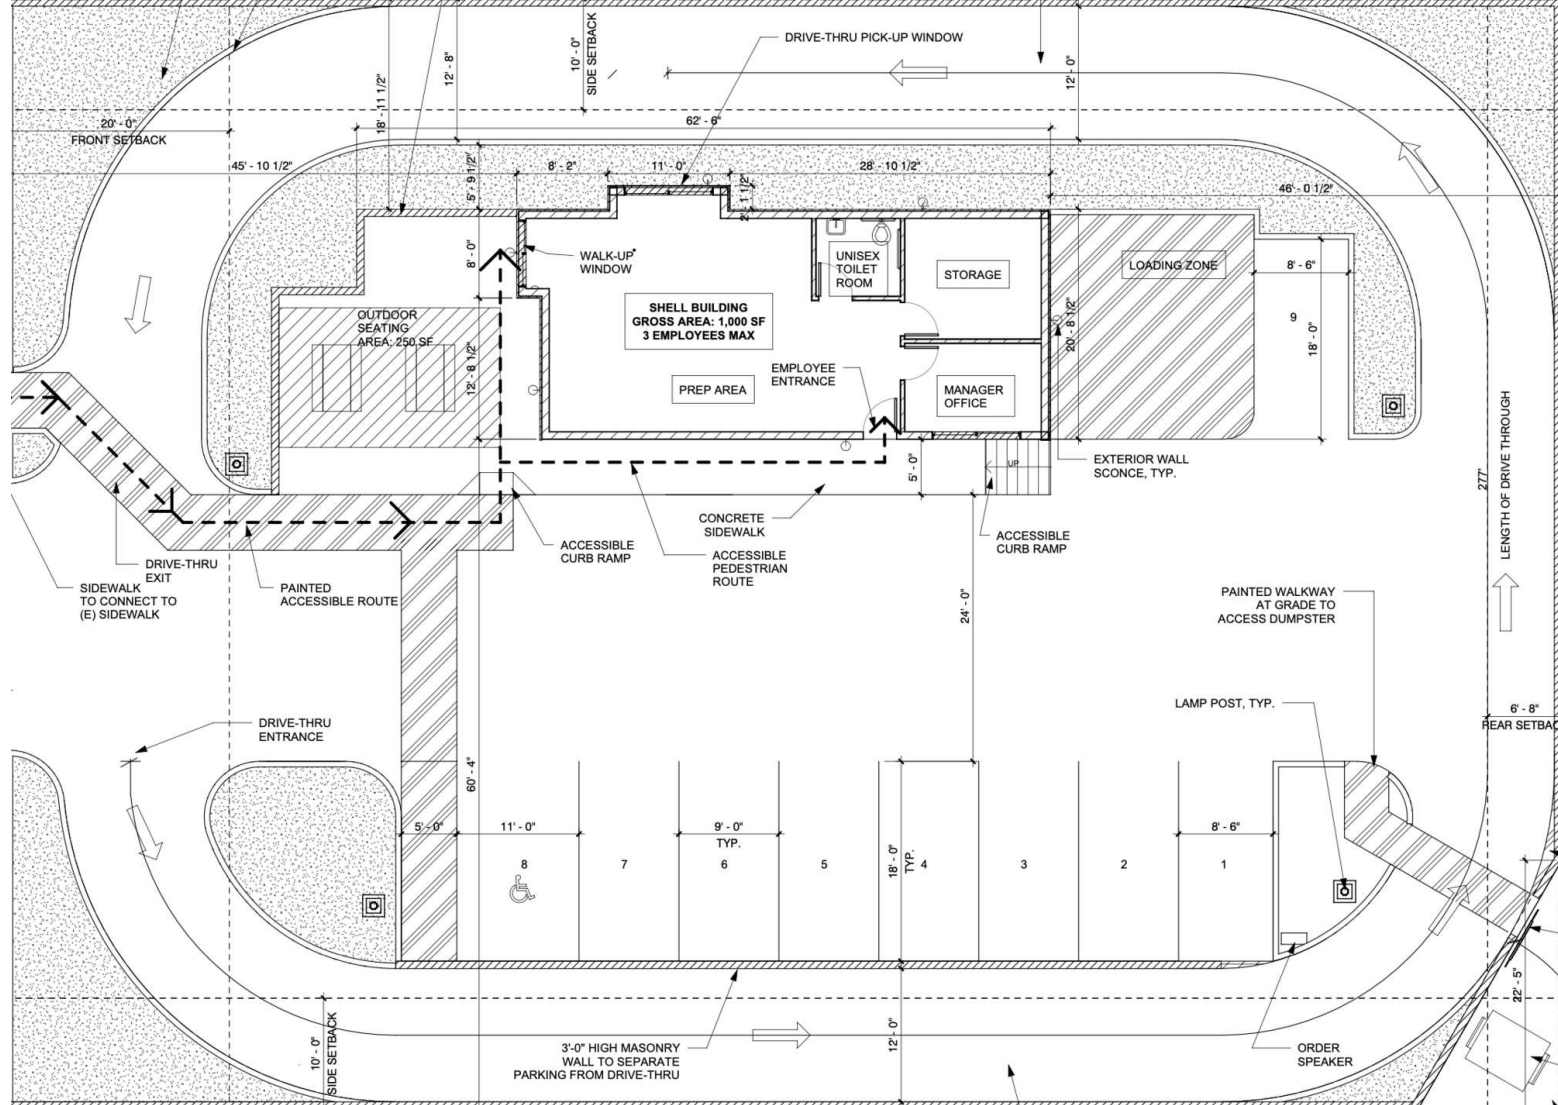 DRIVE-THRU PICK-UP WINDOW
10' - 0"
SIDE SETBACK
12' - 8"
18' - 11 1/2"
12' - 0"
20' - 0"
FRONT SETBACK
62' - 6"
45' - 10 1/2"
5' - 9 1/2"
8' - 2"
11' - 0"
28' - 10 1/2"
2' - 1 1/2"
46' - 0 1/2"
8' - 0"
WALK-UP
WINDOW
UNISEX
TOILET
ROOM
STORAGE
LOADING ZONE
8' - 6"
9
18' - 0"
20' - 8 1/2"
SHELL BUILDING
GROSS AREA: 1,000 SF
3 EMPLOYEES MAX
OUTDOOR
SEATING
AREA: 250 SF
12' - 8 1/2"
PREP AREA
EMPLOYEE
ENTRANCE
MANAGER
OFFICE
UP
5' - 0"
EXTERIOR WALL
SCONCE, TYP.
277'
LENGTH OF DRIVE THROUGH
CONCRETE
SIDEWALK
ACCESSIBLE
CURB RAMP
ACCESSIBLE
CURB RAMP
ACCESSIBLE
PEDESTRIAN
ROUTE
DRIVE-THRU
EXIT
SIDEWALK
TO CONNECT TO
(E) SIDEWALK
PAINTED
ACCESSIBLE ROUTE
24' - 0"
PAINTED WALKWAY
AT GRADE TO
ACCESS DUMPSTER
LAMP POST, TYP.
6' - 8"
REAR SETBAC
DRIVE-THRU
ENTRANCE
60' - 4"
5' - 0"
11' - 0"
9' - 0"
TYP.
18' - 0"
TYP.
8' - 6"
8
7
6
5
4
3
2
1
22' - 5"
10' - 0"
SIDE SETBACK
12' - 0"
3'-0" HIGH MASONRY
WALL TO SEPARATE
PARKING FROM DRIVE-THRU
ORDER
SPEAKER